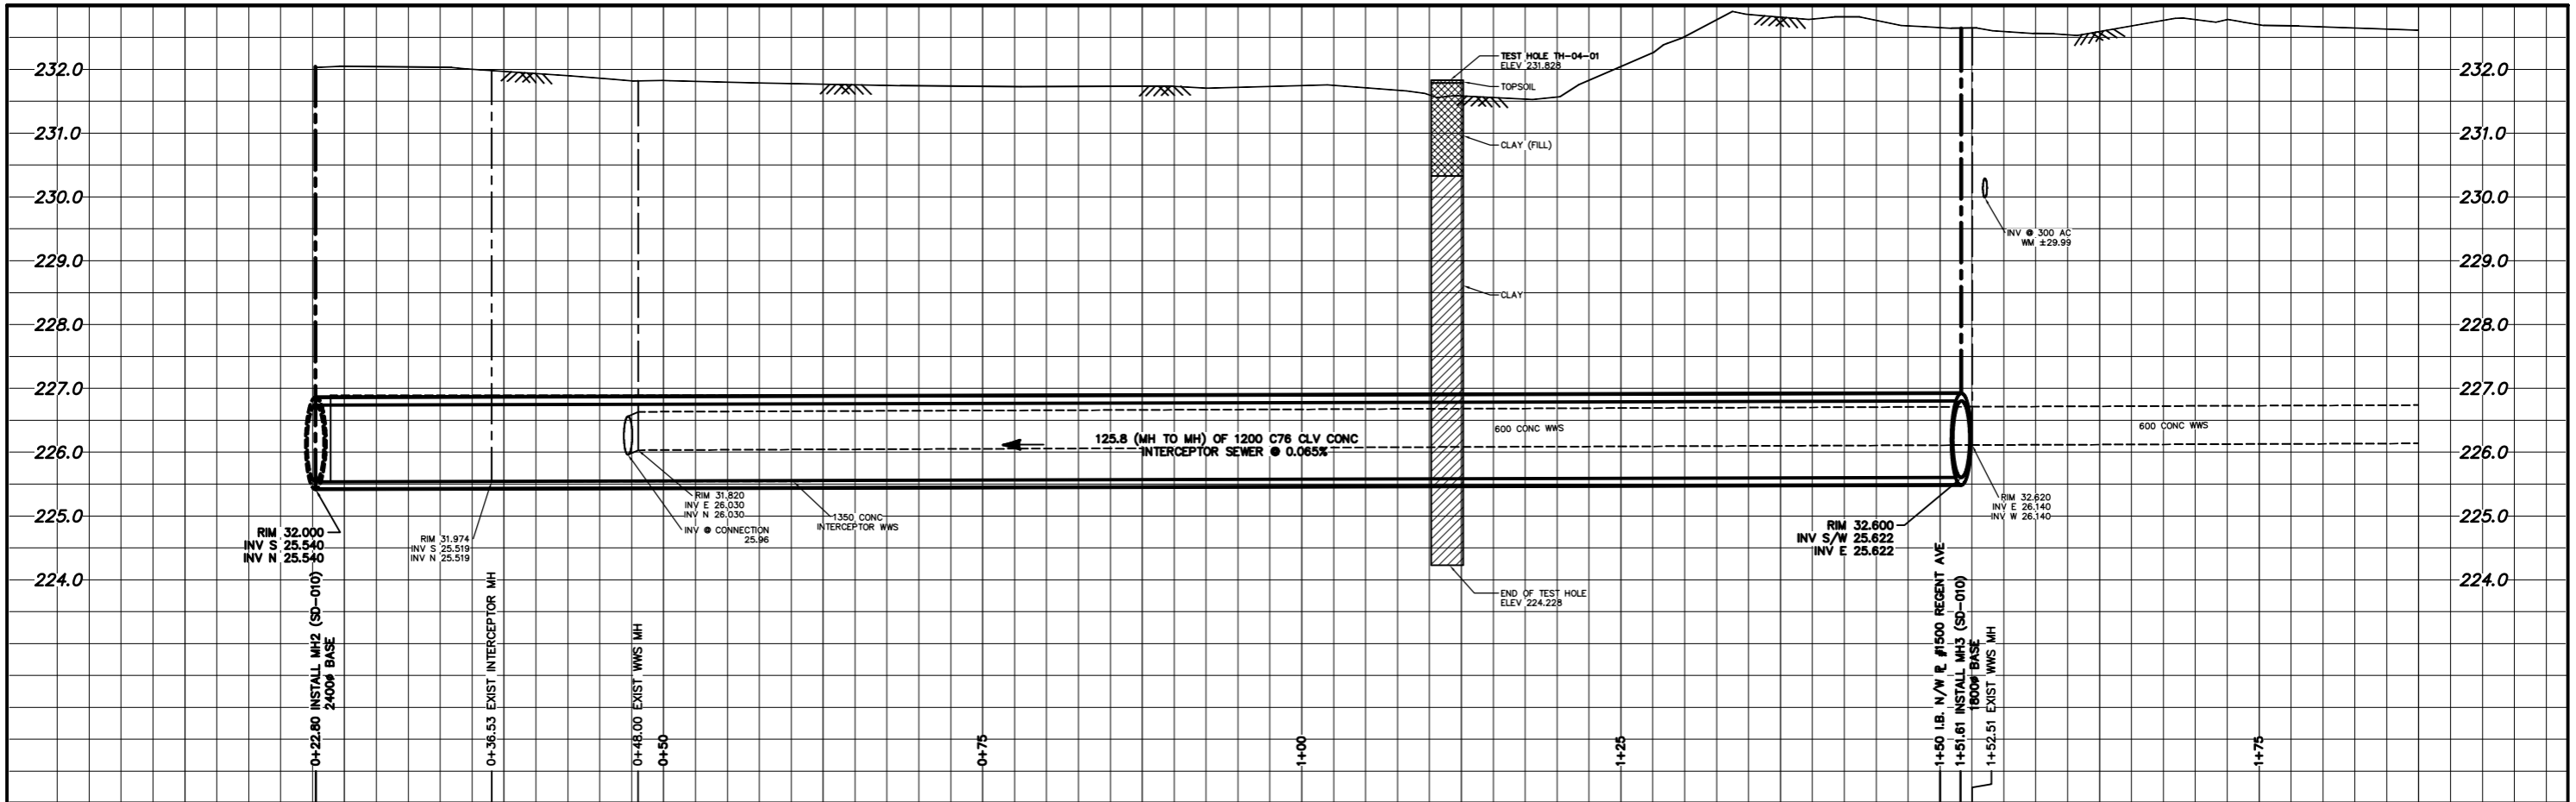 TEST HOLE TH-04-01
ELEV 231.828
TOPSOIL
232.0
232.0
231.0
CLAY (FILL)
231.0
230.0
230.0
INV @ 300 AC
WM ±29.99
229.0
229.0
CLAY
228.0
228.0
227.0
227.0
226.0
125.8 (MH TO MH) OF 1200 C76 CLV CONC
INTERCEPTOR SEWER @ 0.065%
600 CONC WWS
600 CONC WWS
226.0
225.0
225.0
RIM 32.000
INV S 25.540
INV N 25.540
RIM 31.974
INV S 25.519
INV N 25.519
RIM 31.820
INV E 26.030
INV N 26.030
INV @ CONNECTION
25.96
1350 CONC
INTERCEPTOR WWS
RIM 32.600
INV S/W 25.622
INV E 25.622
RIM 32.620
INV E 26.140
INV W 26.140
224.0
END OF TEST HOLE
ELEV 224.228
224.0
0+22.80 INSTALL MH2 (SD-010)
2400ø BASE
0+36.53 EXIST INTERCEPTOR MH
0+48.00 EXIST WWS MH
0+50
0+75
1+00
1+25
1+50 I.B. N/W PL #1500 REGENT AVE
1+51.61 INSTALL MH3 (SD-010)
1800ø BASE
1+52.51 EXIST WWS MH
1+75